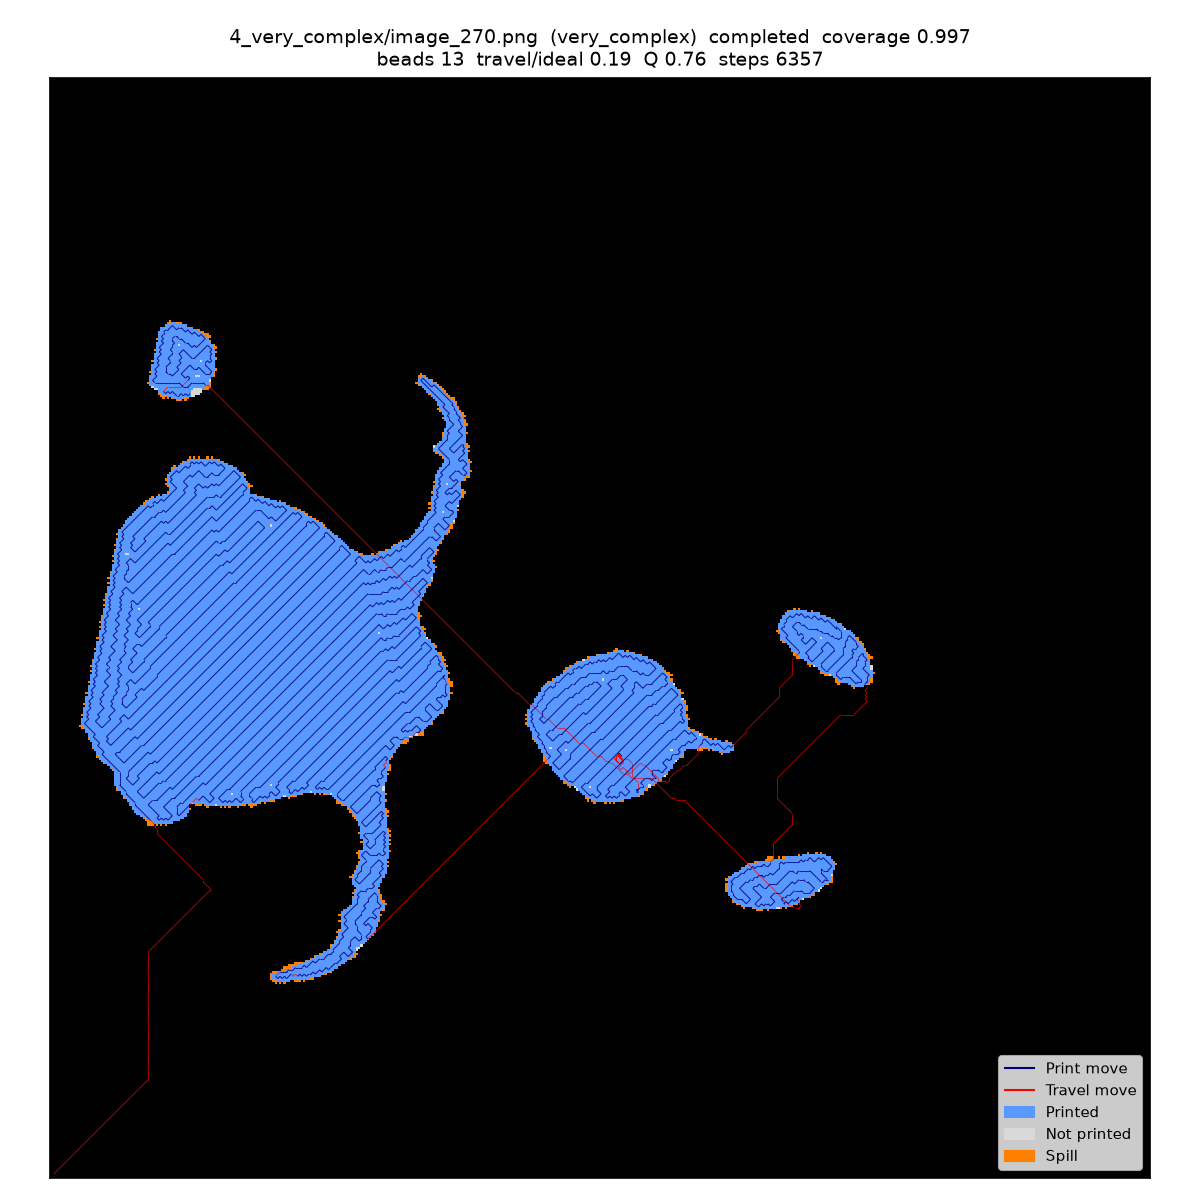 4_very_complex/image_270.png  (very_complex)  completed  coverage 0.997
beads 13  travel/ideal 0.19  Q 0.76  steps 6357
Print move
Travel move
Printed
Not printed
Spill